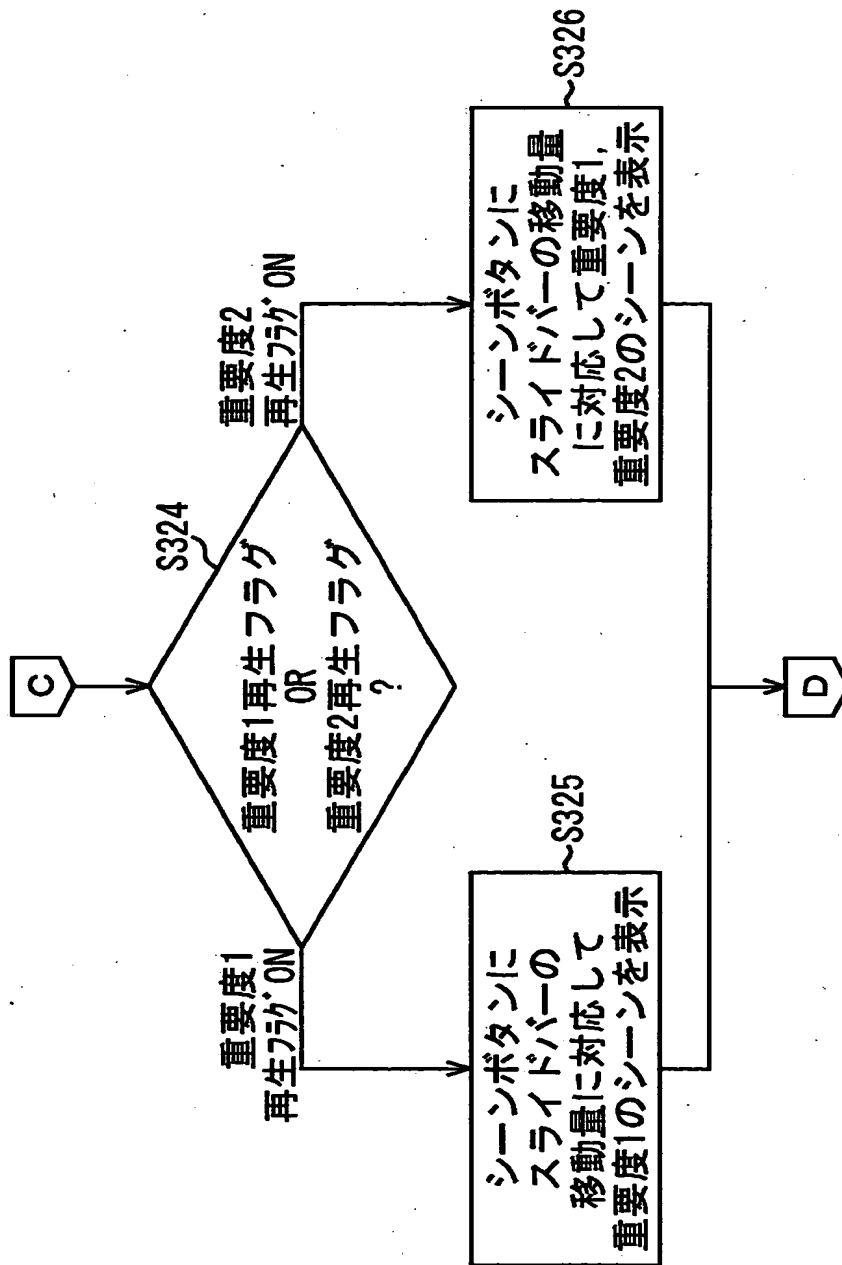 C
S324
重要度1再生フラグ
OR
重要度2再生フラグ
?
重要度1
再生フラグON
重要度2
再生フラグON
シーンボタンに
スライドバーの
移動量に対応して
重要度1のシーンを表示
S325
シーンボタンに
スライドバーの移動量
に対応して重要度1,
重要度2のシーンを表示
S326
D